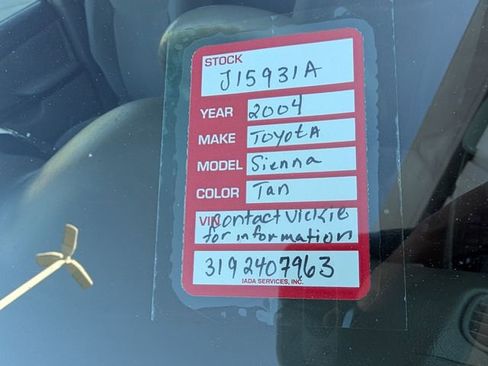 STOCK
J15931A
YEAR 2004
MAKE ToyotA
MODEL Sienna
COLOR Tan
VIN Contact Vickie
for information
3192407963
IADA SERVICES, INC.